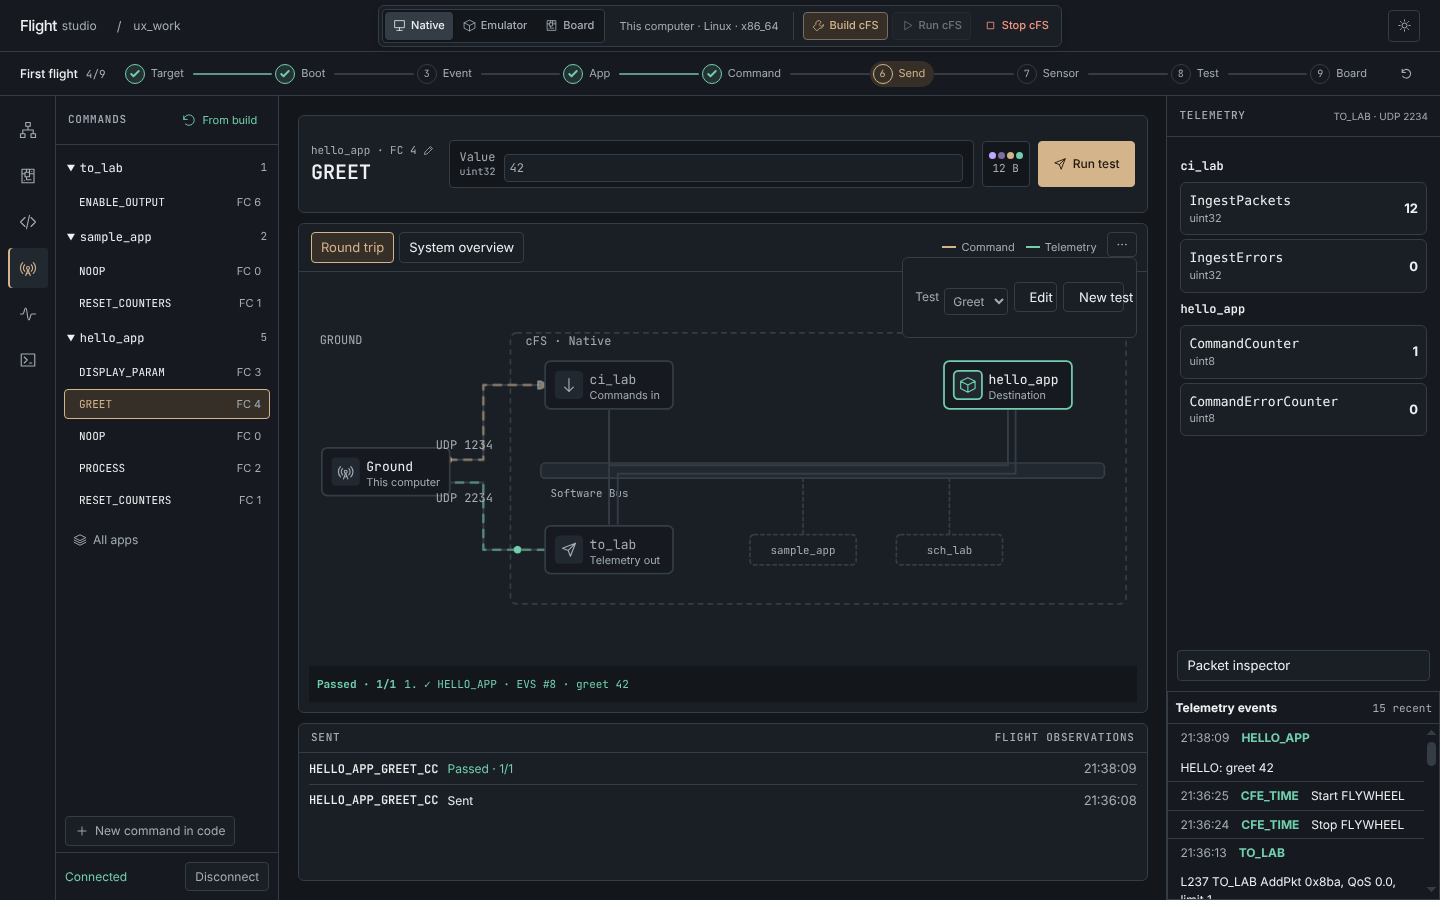 Flight studio / ux_work
Native Emulator Board This computer · Linux · x86_64 Build cFS Run cFS Stop cFS
First flight 4/9 Target Boot 3 Event App Command 6 Send 7 Sensor 8 Test 9 Board
COMMANDS From build
to_lab 1
ENABLE_OUTPUT FC 6
sample_app 2
NOOP FC 0
RESET_COUNTERS FC 1
hello_app 5
DISPLAY_PARAM FC 3
GREET FC 4
NOOP FC 0
PROCESS FC 2
RESET_COUNTERS FC 1
All apps
New command in code
Connected Disconnect
hello_app · FC 4
GREET
Value
uint32
42
12 B
Run test
Round trip System overview Command Telemetry ...
Test Greet Edit New test
GROUND
cFS · Native
ci_lab
Commands in
hello_app
Destination
UDP 1234
Ground
This computer
UDP 2234
Software Bus
to_lab
Telemetry out
sample_app
sch_lab
Passed · 1/1 1. ✓ HELLO_APP · EVS #8 · greet 42
SENT FLIGHT OBSERVATIONS
HELLO_APP_GREET_CC Passed · 1/1 21:38:09
HELLO_APP_GREET_CC Sent 21:36:08
TELEMETRY TO_LAB · UDP 2234
ci_lab
IngestPackets
uint32
12
IngestErrors
uint32
0
hello_app
CommandCounter
uint8
1
CommandErrorCounter
uint8
0
Packet inspector
Telemetry events 15 recent
21:38:09 HELLO_APP
HELLO: greet 42
21:36:25 CFE_TIME Start FLYWHEEL
21:36:24 CFE_TIME Stop FLYWHEEL
21:36:13 TO_LAB
L237 TO_LAB AddPkt 0x8ba, QoS 0.0,
limit 1